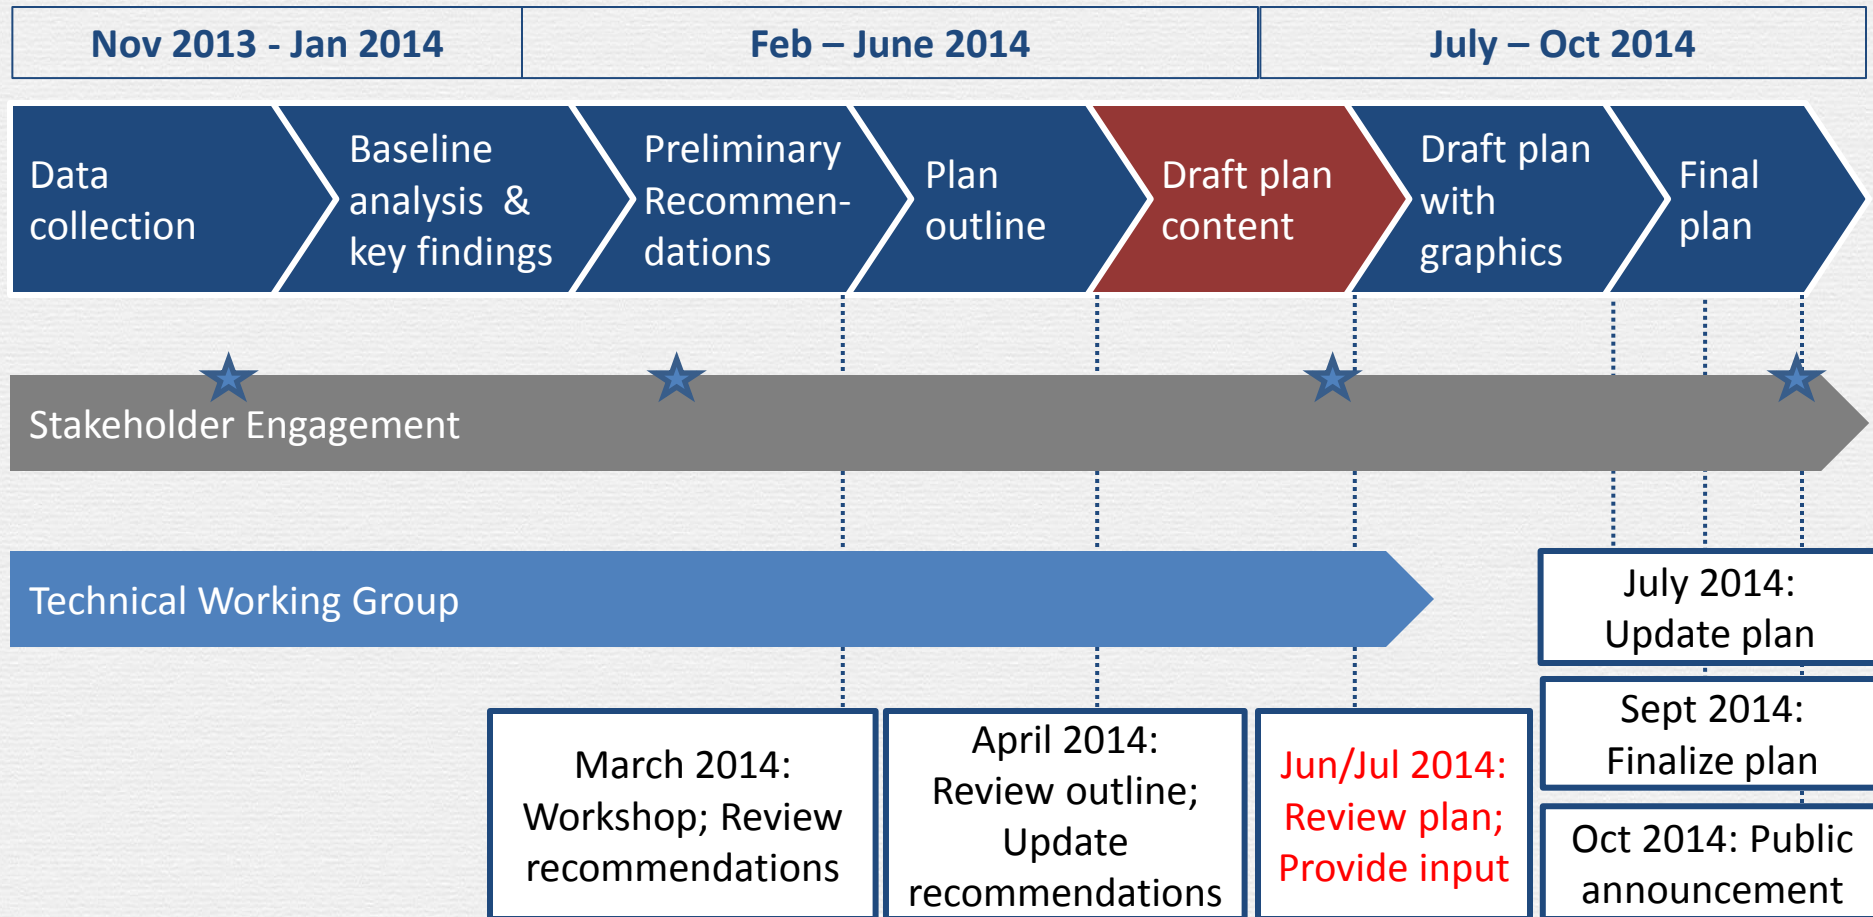 Nov 2013 - Jan 2014
Feb – June 2014
July – Oct 2014
Data
collection
Baseline
analysis &
key findings
Preliminary
Recommen-
dations
Plan
outline
Draft plan
content
Draft plan
with
graphics
Final
plan
Stakeholder Engagement
Technical Working Group
March 2014:
Workshop; Review
recommendations
April 2014:
Review outline;
Update
recommendations
Jun/Jul 2014:
Review plan;
Provide input
July 2014:
Update plan
Sept 2014:
Finalize plan
Oct 2014: Public
announcement